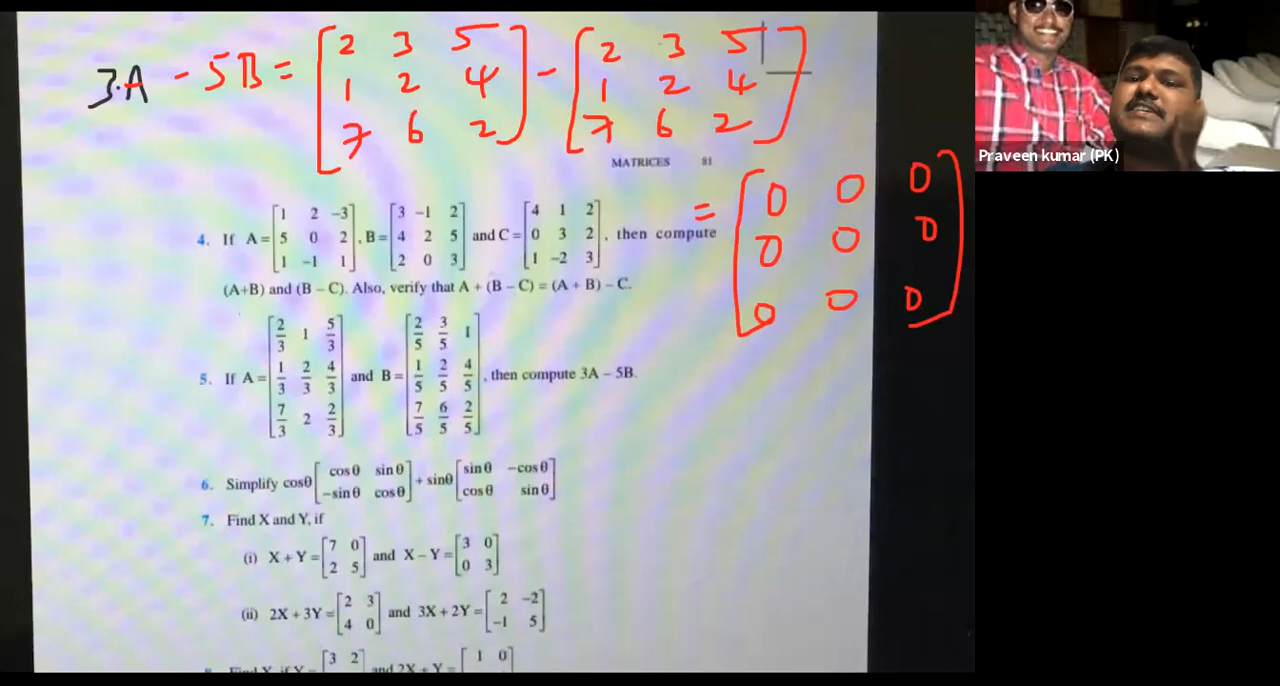 3·A - 5B = [2 3 5 - [2 3 5
1 2 4 1 2 4
7 6 2] 7 6 2]
= [0 0 0
0 0 0
0 0 0]
Praveen kumar (PK)
MATRICES 81
4. If A = [1 2 –3; 5 0 2; 1 –1 1], B = [3 –1 2; 4 2 5; 2 0 3] and C = [4 1 2; 0 3 2; 1 –2 3], then compute
(A+B) and (B – C). Also, verify that A + (B – C) = (A + B) – C.
5. If A = [2/3 1 5/3; 1/3 2/3 4/3; 7/3 2 2/3] and B = [2/5 3/5 1; 1/5 2/5 4/5; 7/5 6/5 2/5], then compute 3A – 5B.
6. Simplify cosθ [cosθ sinθ; –sinθ cosθ] + sinθ [sinθ –cosθ; cosθ sinθ]
7. Find X and Y, if
(i) X + Y = [7 0; 2 5] and X – Y = [3 0; 0 3]
(ii) 2X + 3Y = [2 3; 4 0] and 3X + 2Y = [2 –2; –1 5]
[3 2] and 2X + Y = [1 0]